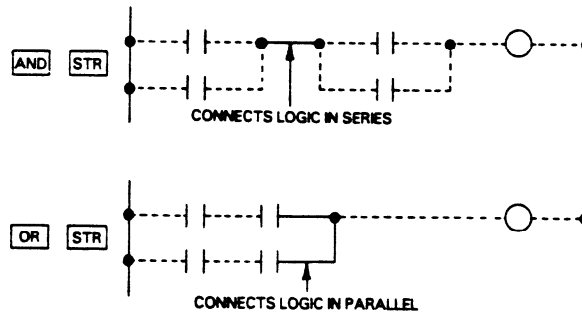 AND STR
CONNECTS LOGIC IN SERIES
OR STR
CONNECTS LOGIC IN PARALLEL